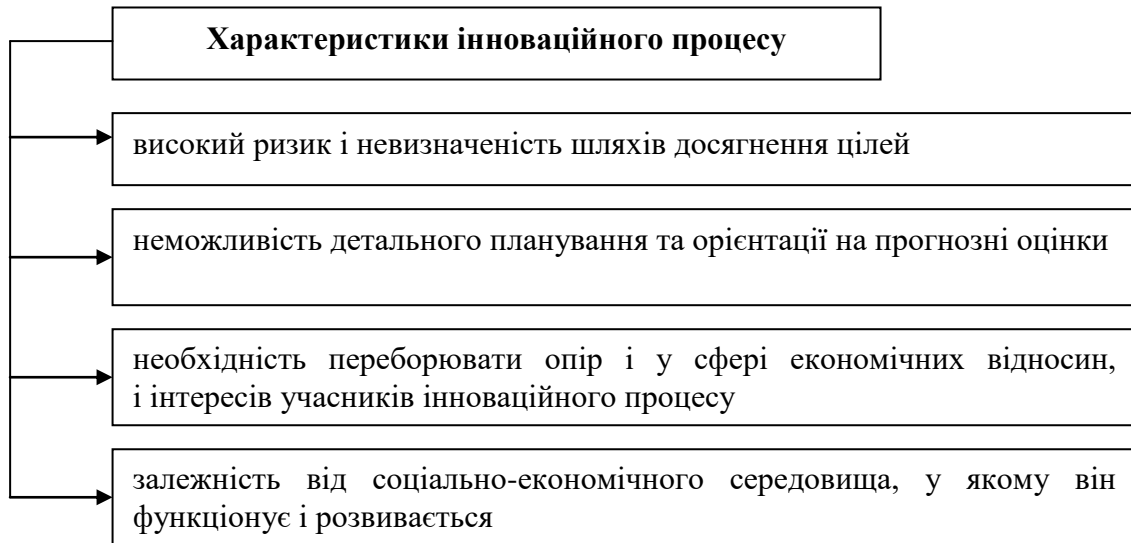 Характеристики інноваційного процесу
високий ризик і невизначеність шляхів досягнення цілей
неможливість детального планування та орієнтації на прогнозні оцінки
необхідність переборювати опір і у сфері економічних відносин,
і інтересів учасників інноваційного процесу
залежність від соціально-економічного середовища, у якому він
функціонує і розвивається